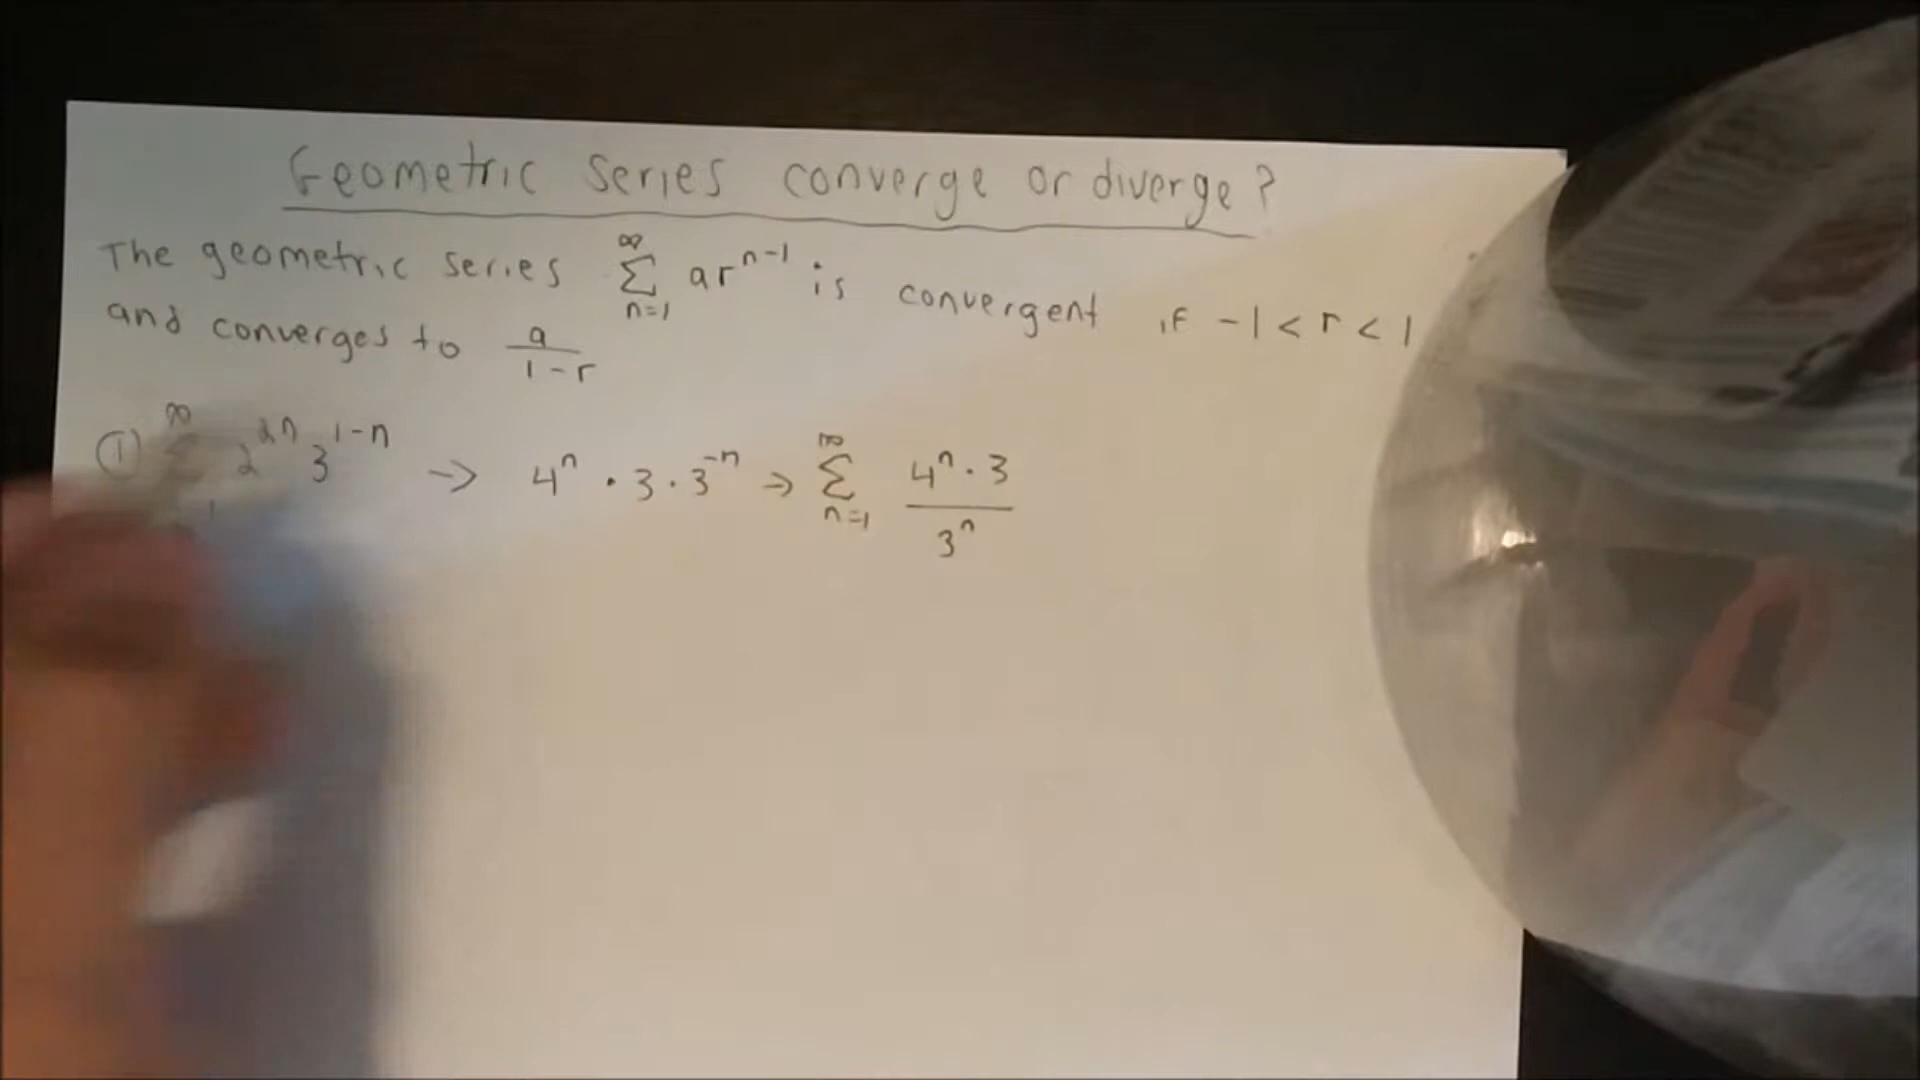 Geometric series converge or diverge?
The geometric series ∞ Σ n=1 ar^(n-1) is convergent if -1 < r < 1
and converges to a/(1-r)
① ∞ Σ 2^(2n) 3^(1-n) -> 4^n · 3 · 3^(-n) -> ∞ Σ n=1 (4^n · 3)/(3^n)